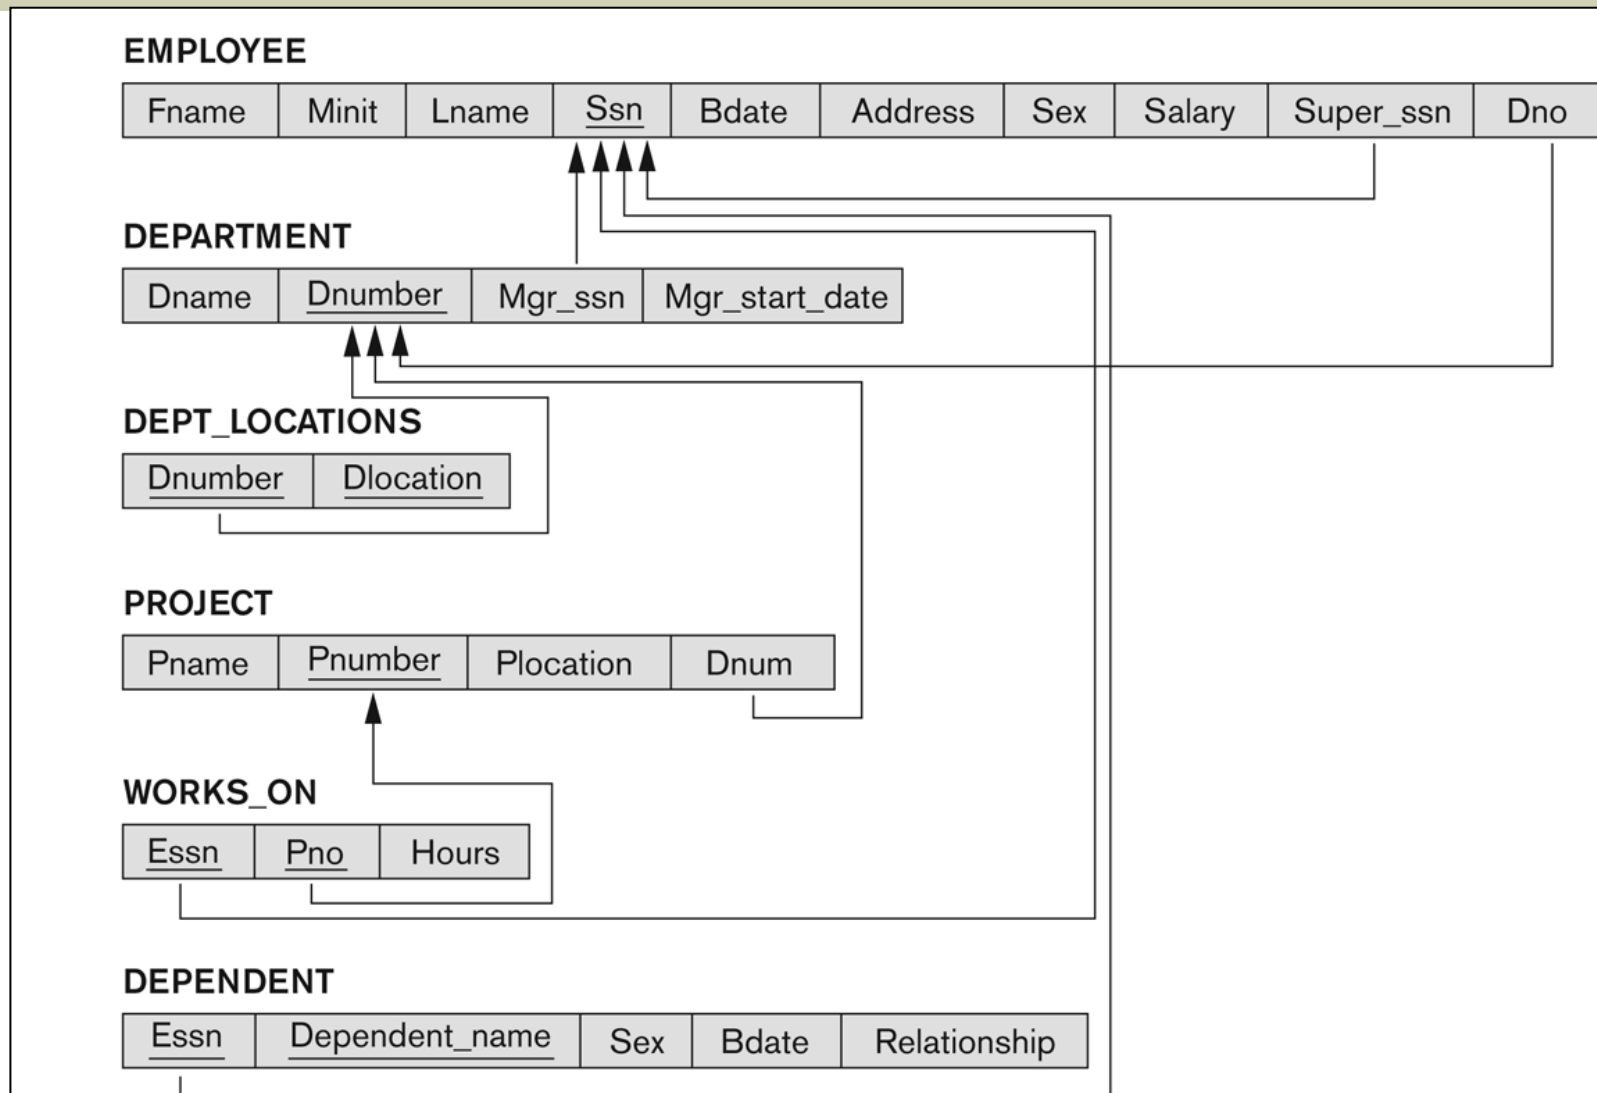 EMPLOYEE
Fname Minit Lname Ssn Bdate Address Sex Salary Super_ssn Dno
DEPARTMENT
Dname Dnumber Mgr_ssn Mgr_start_date
DEPT_LOCATIONS
Dnumber Dlocation
PROJECT
Pname Pnumber Plocation Dnum
WORKS_ON
Essn Pno Hours
DEPENDENT
Essn Dependent_name Sex Bdate Relationship